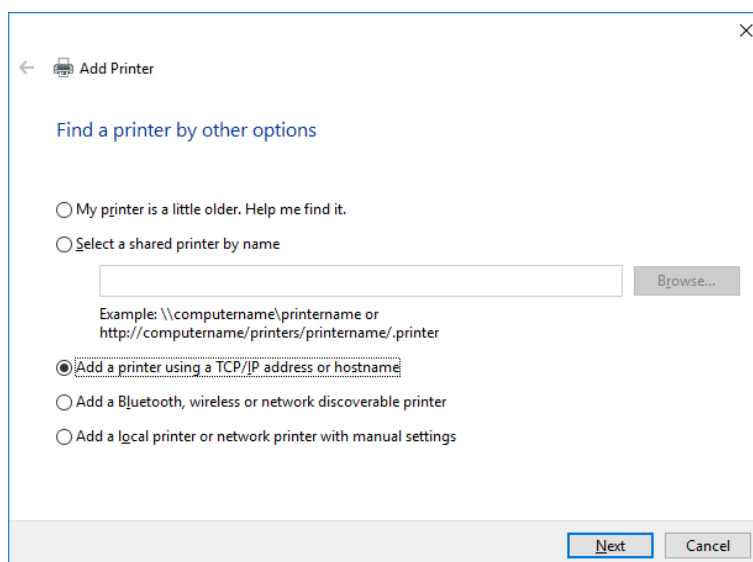 Add Printer
Find a printer by other options
My printer is a little older. Help me find it.
Select a shared printer by name
Browse...
Example: \\computername\printername or
http://computername/printers/printername/.printer
Add a printer using a TCP/IP address or hostname
Add a Bluetooth, wireless or network discoverable printer
Add a local printer or network printer with manual settings
Next Cancel